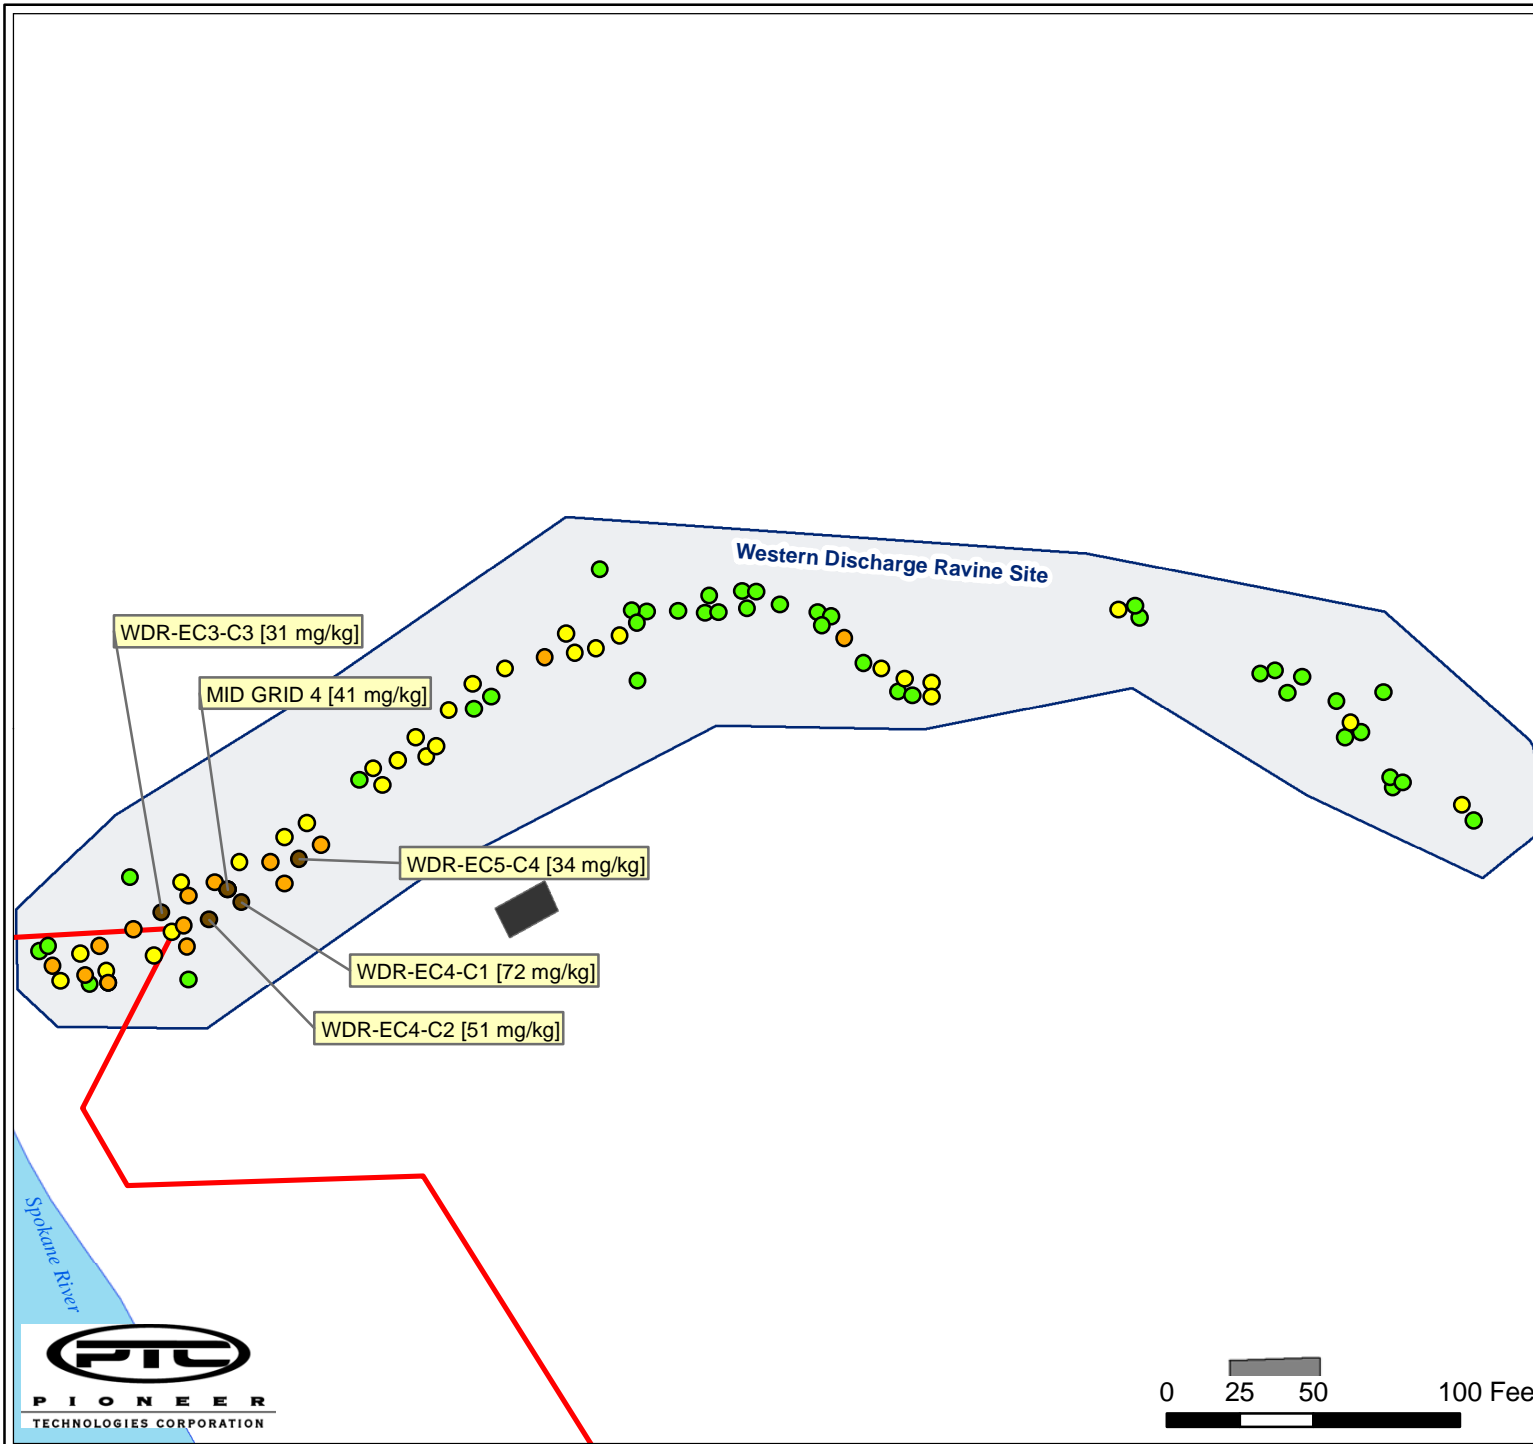 Western Discharge Ravine Site
WDR-EC3-C3 [31 mg/kg]
MID GRID 4 [41 mg/kg]
WDR-EC5-C4 [34 mg/kg]
WDR-EC4-C1 [72 mg/kg]
WDR-EC4-C2 [51 mg/kg]
Spokane River
PTC
PIONEER
TECHNOLOGIES CORPORATION
0 25 50 100 Fee